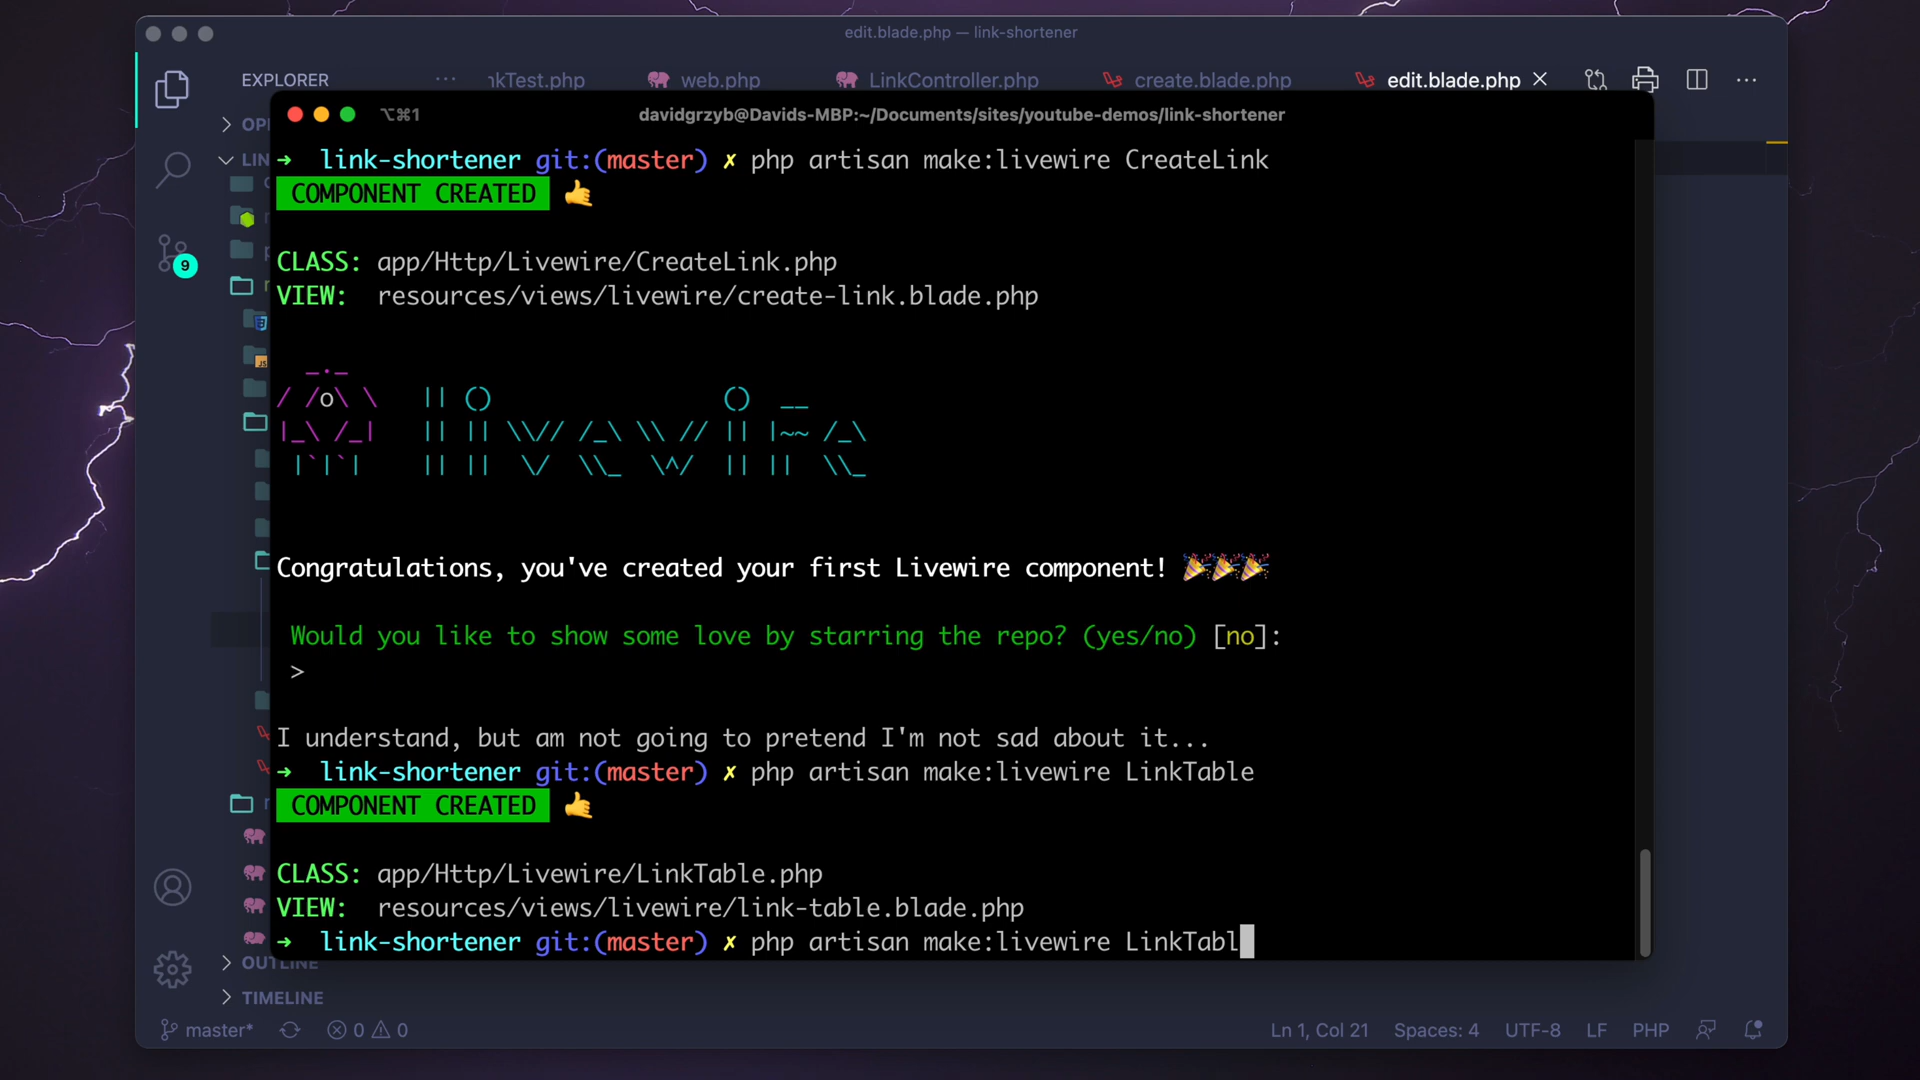 edit.blade.php — link-shortener
EXPLORER
··· nkTest.php web.php LinkController.php create.blade.php edit.blade.php ···
⌥⌘1 davidgrzyb@Davids-MBP:~/Documents/sites/youtube-demos/link-shortener
OP
LIN
➜ link-shortener git:(master) ✗ php artisan make:livewire CreateLink
COMPONENT CREATED 🤙
9
CLASS: app/Http/Livewire/CreateLink.php
VIEW: resources/views/livewire/create-link.blade.php
  _._
/ /o\ \   || ()                ()  __
|_\ /_|   || || \\// /_\ \\ // || |~~ /_\
 |`|`|    || ||  \/  \\_  \^/  || ||  \\_
Congratulations, you've created your first Livewire component! 🎉🎉🎉
Would you like to show some love by starring the repo? (yes/no) [no]:
>
I understand, but am not going to pretend I'm not sad about it...
➜ link-shortener git:(master) ✗ php artisan make:livewire LinkTable
COMPONENT CREATED 🤙
CLASS: app/Http/Livewire/LinkTable.php
VIEW: resources/views/livewire/link-table.blade.php
➜ link-shortener git:(master) ✗ php artisan make:livewire LinkTabl
OUTLINE
TIMELINE
master* 0 0 Ln 1, Col 21 Spaces: 4 UTF-8 LF PHP